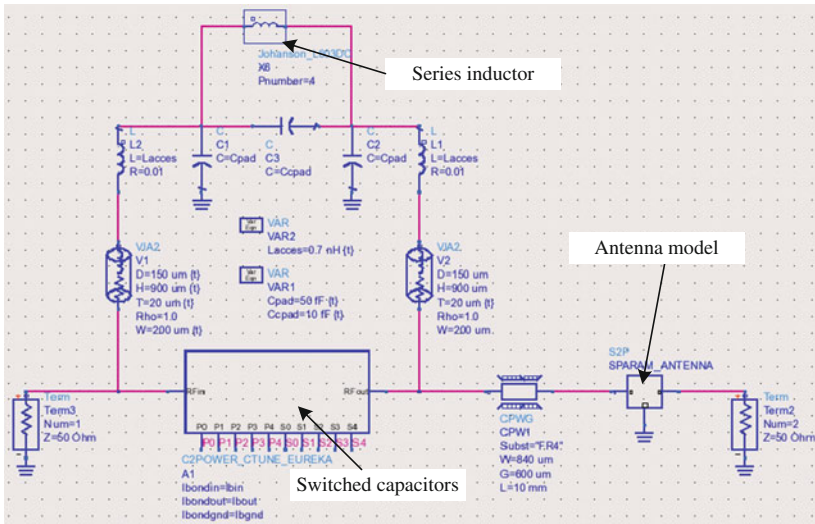 Johanson_L603DC
X6
Pnumber=4
Series inductor
L
L2
L=Lacces
R=0.01
C
C1
C=Cpad
C
C3
C=Ccpad
C
C2
C=Cpad
L
L1
L=Lacces
R=0.01
Var
Eqn
VAR
VAR2
Lacces=0.7 nH {t}
Var
Eqn
VAR
VAR1
Cpad=50 fF {t}
Ccpad=10 fF {t}
VIA2
V1
D=150 um {t}
H=900 um {t}
T=20 um {t}
Rho=1.0
W=200 um {t}
VIA2
V2
D=150 um
H=900 um
T=20 um {t}
Rho=1.0
W=200 um
Antenna model
S2P
SPARAM_ANTENNA
Term
Term3
Num=1
Z=50 Ohm
RFin
RFout
P0 P1 P2 P3 P4 S0 S1 S2 S3 S4
P0 P1 P2 P3 P4 S0 S1 S2 S3 S4
C2POWER_CTUNE_EUREKA
A1
Ibondin=Ibin
Ibondout=Ibout
Ibondgnd=Ibgnd
Switched capacitors
CPWG
CPW1
Subst="FR4"
W=840 um
G=600 um
L=10 mm
Term
Term2
Num=2
Z=50 Ohm